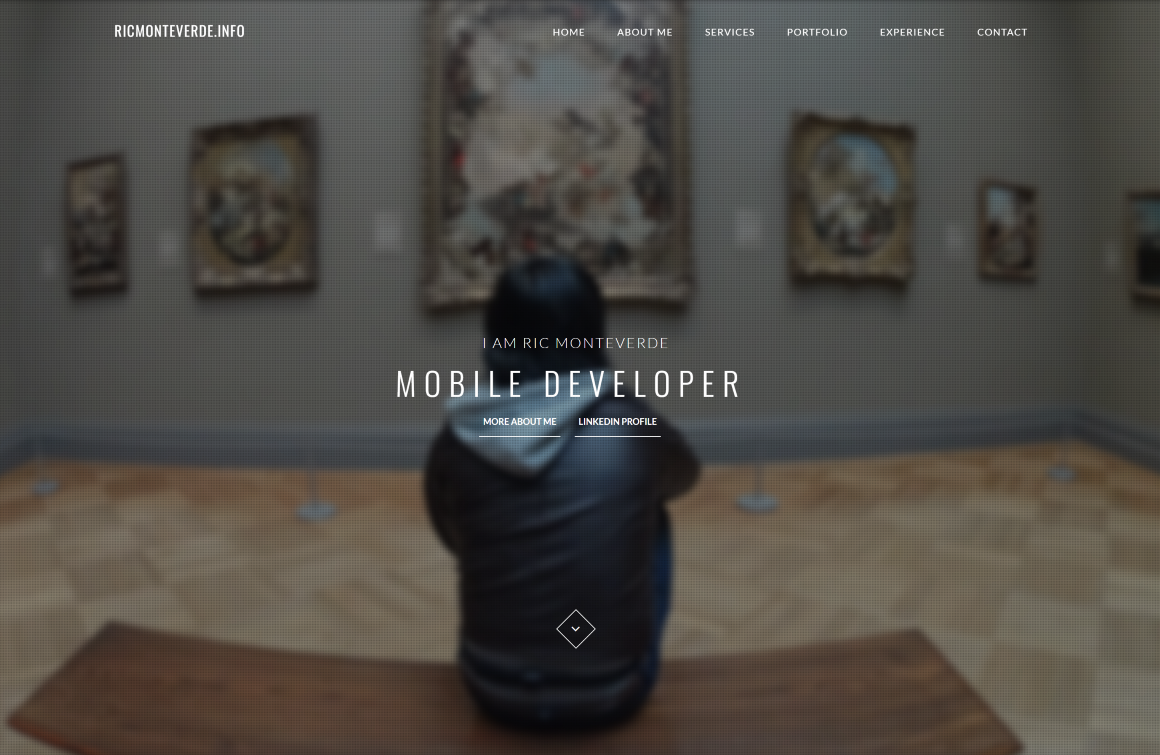 RICMONTEVERDE.INFO
HOME ABOUT ME SERVICES PORTFOLIO EXPERIENCE CONTACT
I AM RIC MONTEVERDE
MOBILE DEVELOPER
MORE ABOUT ME LINKEDIN PROFILE